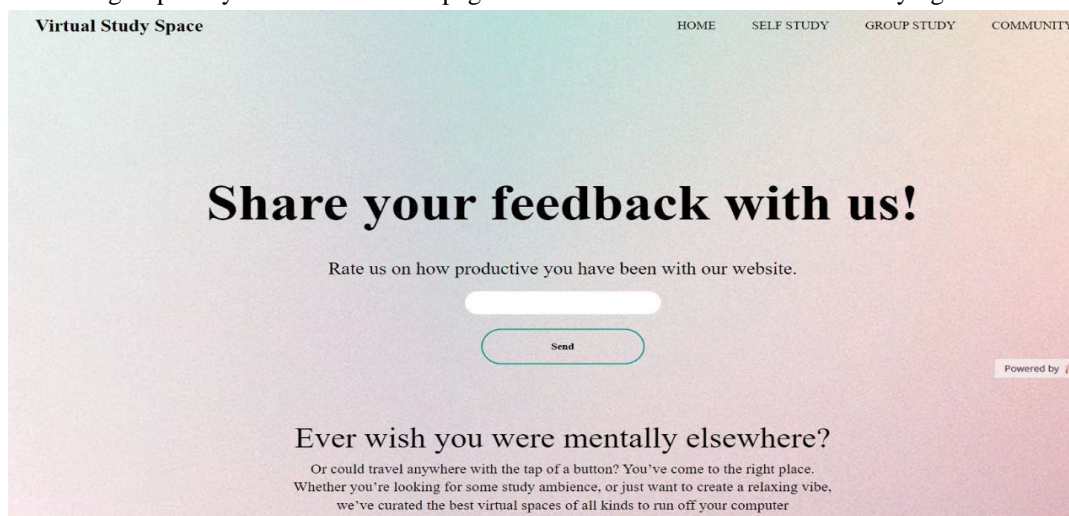 Virtual Study Space
HOME SELF STUDY GROUP STUDY COMMUNITY
Share your feedback with us!
Rate us on how productive you have been with our website.
Send
Powered by
Ever wish you were mentally elsewhere?
Or could travel anywhere with the tap of a button? You've come to the right place.
Whether you're looking for some study ambience, or just want to create a relaxing vibe,
we've curated the best virtual spaces of all kinds to run off your computer